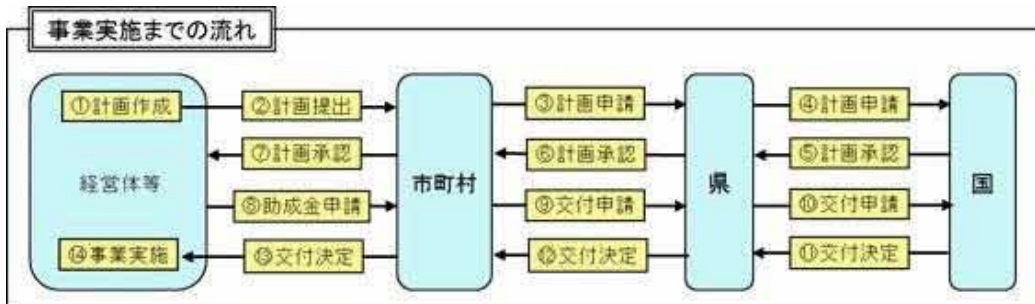 事業実施までの流れ
①計画作成
②計画提出
③計画申請
④計画申請
⑦計画承認
⑥計画承認
⑤計画承認
経営体等
市町村
県
国
⑧助成金申請
⑨交付申請
⑩交付申請
⑭事業実施
⑬交付決定
⑫交付決定
⑪交付決定